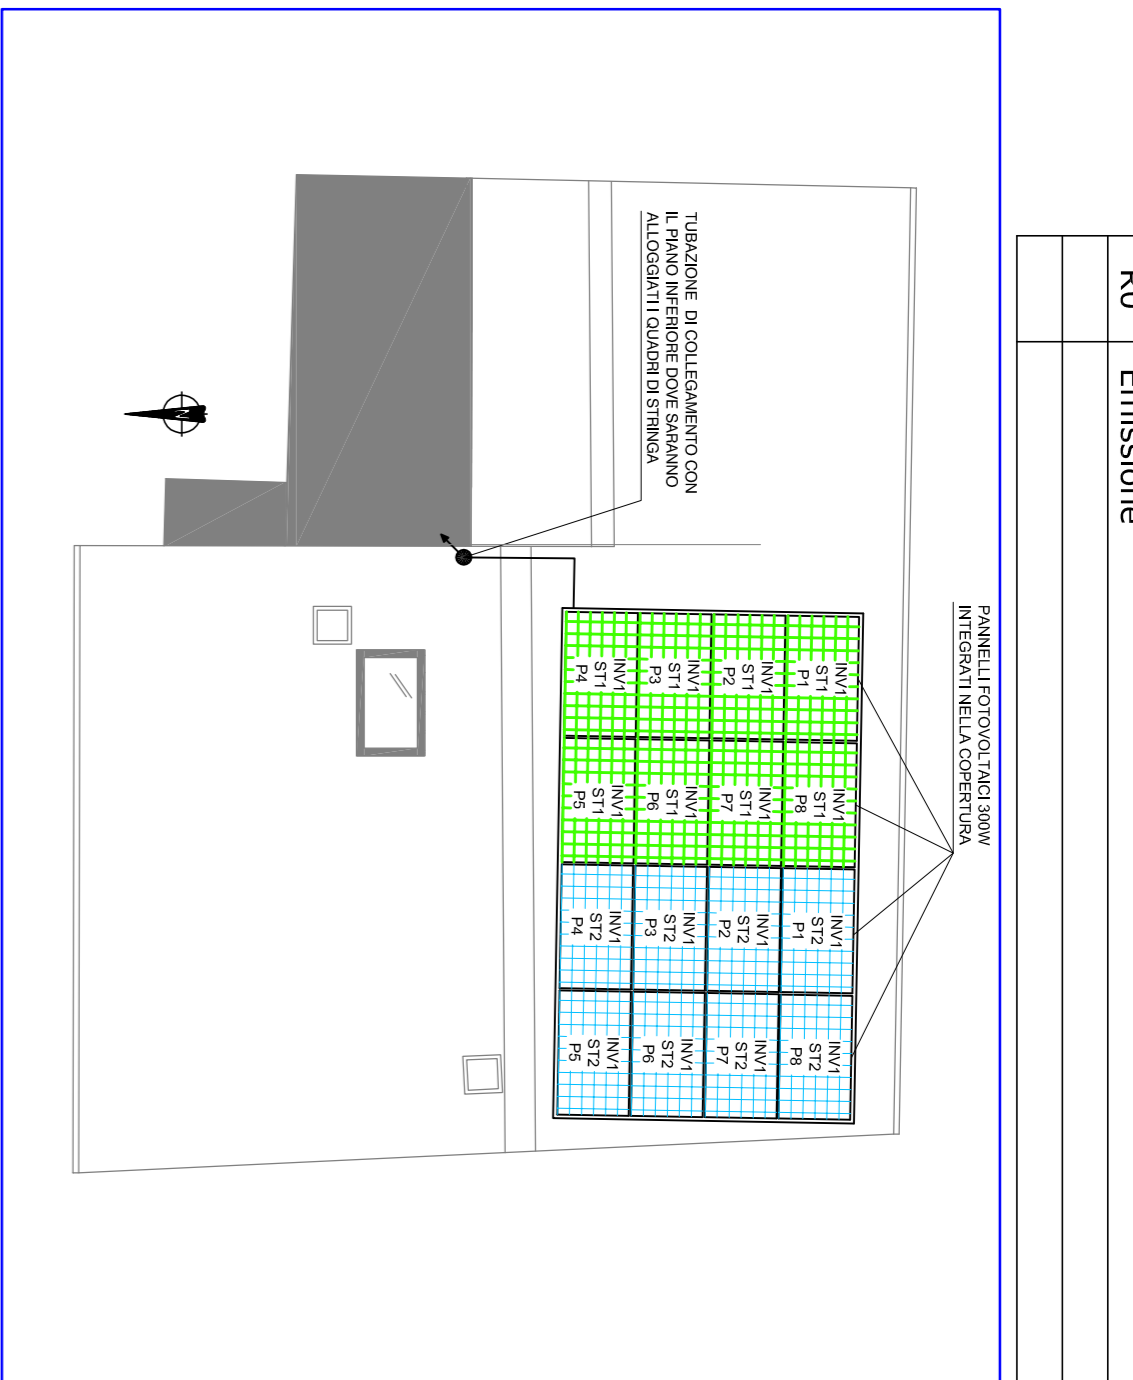 R0
Emissione
PANNELLI FOTOVOLTAICI 300W
INTEGRATI NELLA COPERTURA
INV1
ST1
P1
INV1
ST1
P8
INV1
ST2
P1
INV1
ST2
P8
INV1
ST1
P2
INV1
ST1
P7
INV1
ST2
P2
INV1
ST2
P7
TUBAZIONE DI COLLEGAMENTO CON
IL PIANO INFERIORE DOVE SARANNO
ALLOGGIATI I QUADRI DI STRINGA
INV1
ST1
P3
INV1
ST1
P6
INV1
ST2
P3
INV1
ST2
P6
INV1
ST1
P4
INV1
ST1
P5
INV1
ST2
P4
INV1
ST2
P5
N